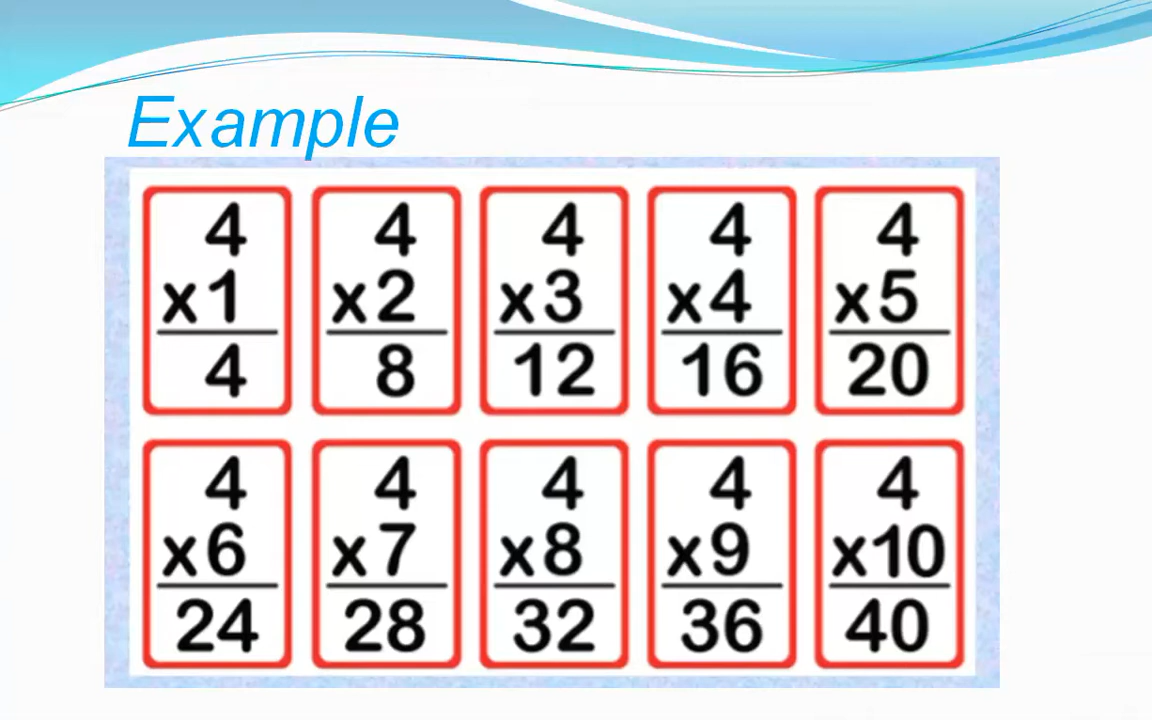 Example
4 4 4 4 4
x1 x2 x3 x4 x5
4 8 12 16 20
4 4 4 4 4
x6 x7 x8 x9 x10
24 28 32 36 40